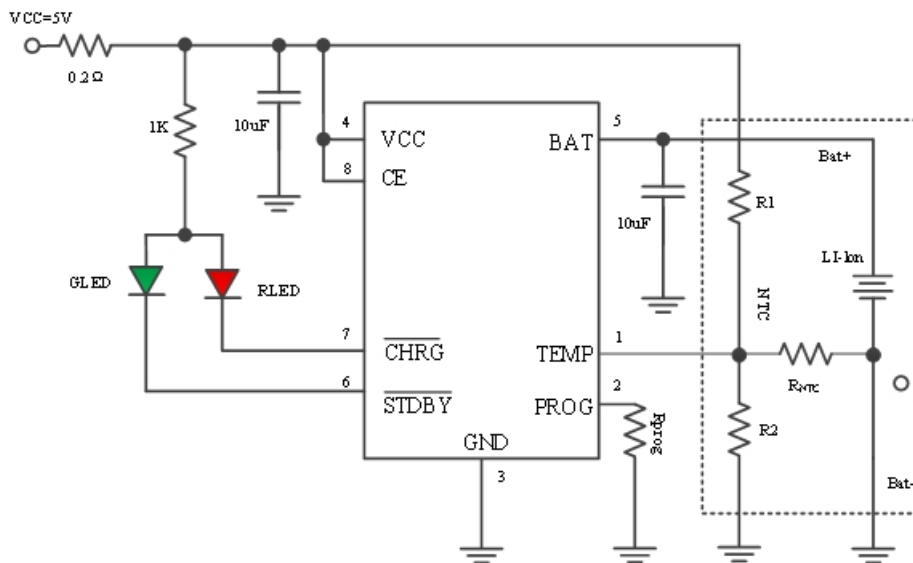 VCC=5V
0.2Ω
1K
10uF
4
VCC
8
CE
BAT
5
Bat+
R1
10uF
GLED
RLED
LI-Ion
NTC
7
CHRG
TEMP
1
6
STDBY
2
PROG
RNTC
Rprog
R2
GND
3
Bat-